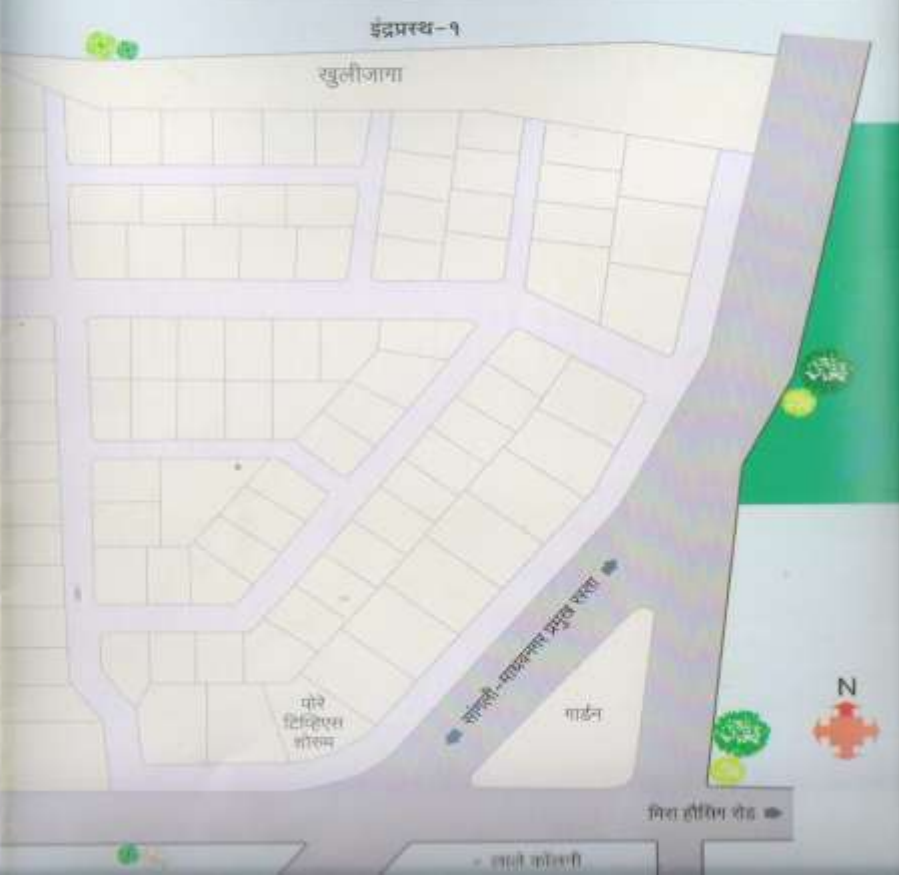 इंद्रप्रस्थ-१
खुलीजागा
सांगली-माधवनगर प्रमुख रस्ता
गार्डन
N
पोरे
टिव्हिएस
शोरुम
मिरा हौसिंग रोड
लाले कॉलनी